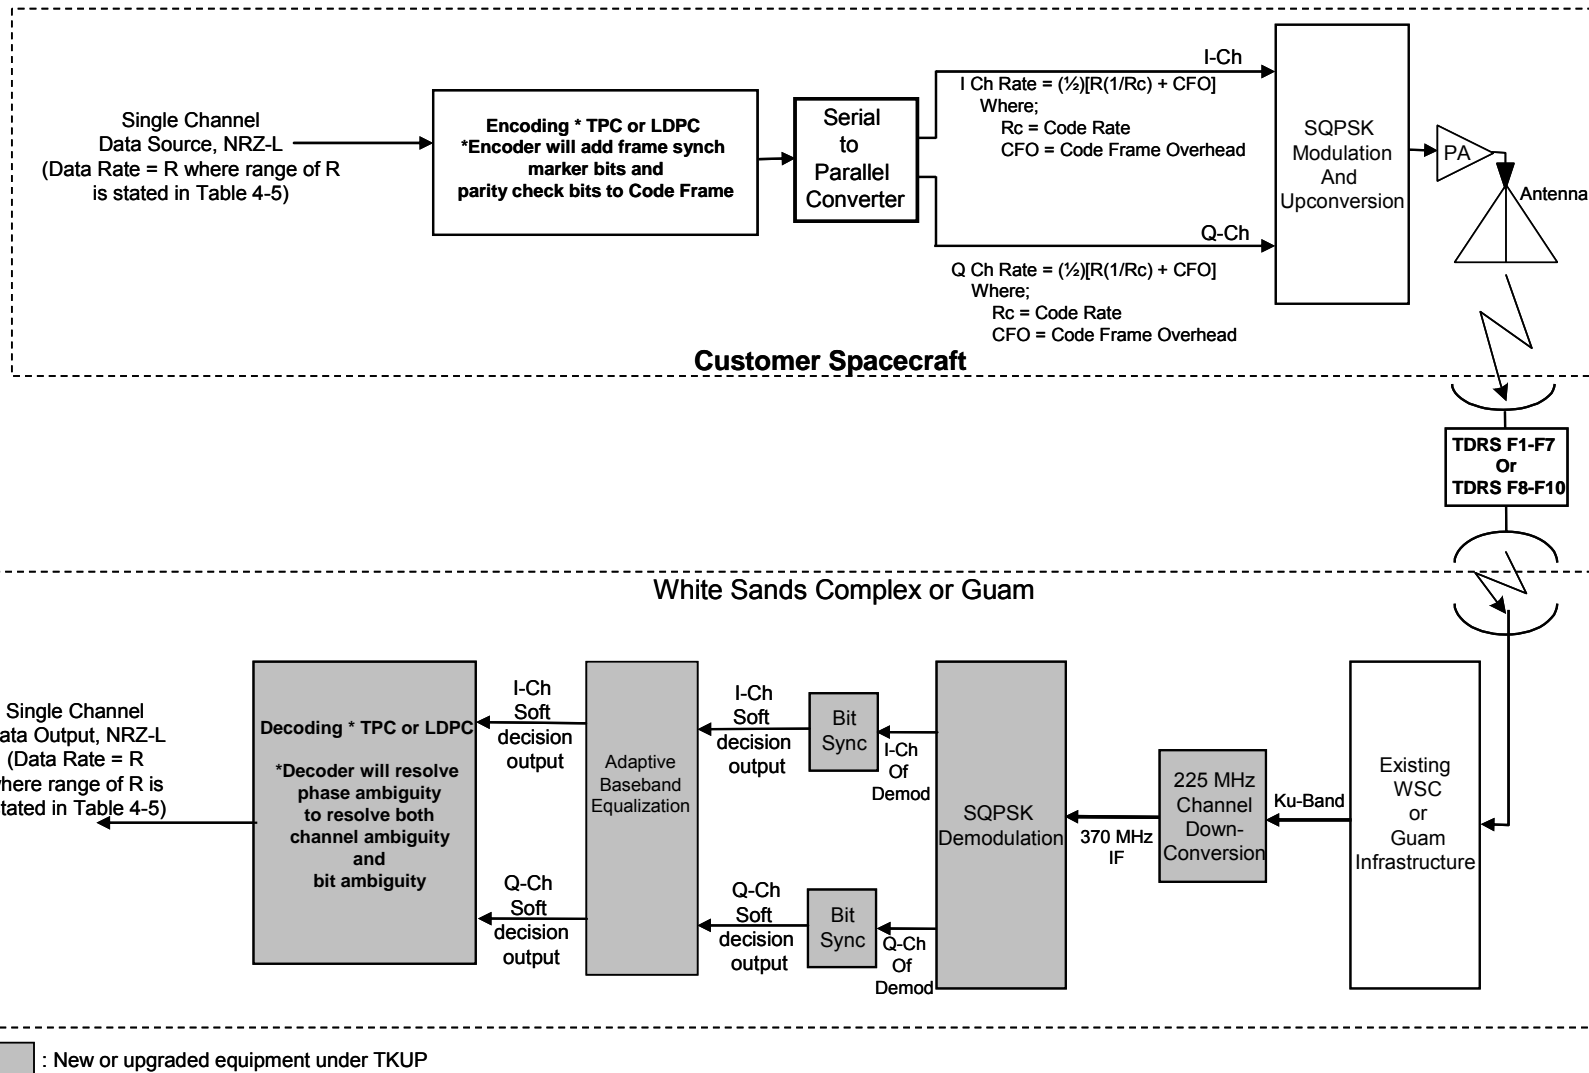 Single Channel
Data Source, NRZ-L
(Data Rate = R where range of R
is stated in Table 4-5)
Encoding * TPC or LDPC
*Encoder will add frame synch
marker bits and
parity check bits to Code Frame
Serial
to
Parallel
Converter
I-Ch
I Ch Rate = (½)[R(1/Rc) + CFO]
Where;
Rc = Code Rate
CFO = Code Frame Overhead
Q-Ch
Q Ch Rate = (½)[R(1/Rc) + CFO]
Where;
Rc = Code Rate
CFO = Code Frame Overhead
SQPSK
Modulation
And
Upconversion
PA
Antenna
Customer Spacecraft
TDRS F1-F7
Or
TDRS F8-F10
White Sands Complex or Guam
Single Channel
ata Output, NRZ-L
(Data Rate = R
here range of R is
tated in Table 4-5)
Decoding * TPC or LDPC
*Decoder will resolve
phase ambiguity
to resolve both
channel ambiguity
and
bit ambiguity
I-Ch
Soft
decision
output
Q-Ch
Soft
decision
output
Adaptive
Baseband
Equalization
I-Ch
Soft
decision
output
Q-Ch
Soft
decision
output
Bit
Sync
Bit
Sync
I-Ch
Of
Demod
Q-Ch
Of
Demod
SQPSK
Demodulation
370 MHz
IF
225 MHz
Channel
Down-
Conversion
Ku-Band
Existing
WSC
or
Guam
Infrastructure
: New or upgraded equipment under TKUP